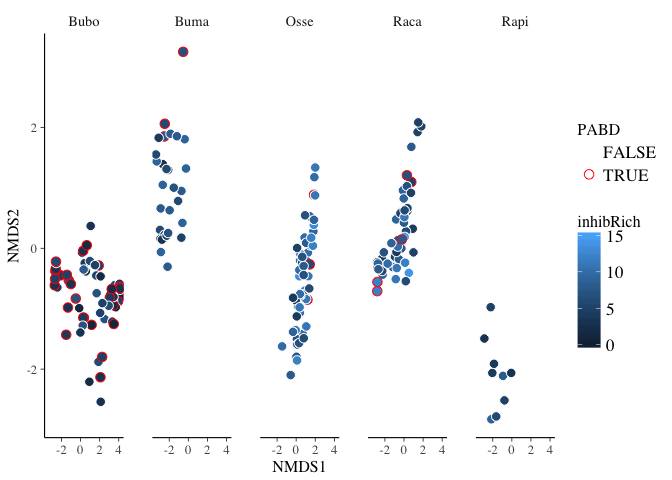 Bubo Buma Osse Raca Rapi
PABD
FALSE
TRUE
inhibRich
15
10
5
0
2
0
-2
NMDS2
-2 0 2 4 -2 0 2 4 -2 0 2 4 -2 0 2 4 -2 0 2 4
NMDS1